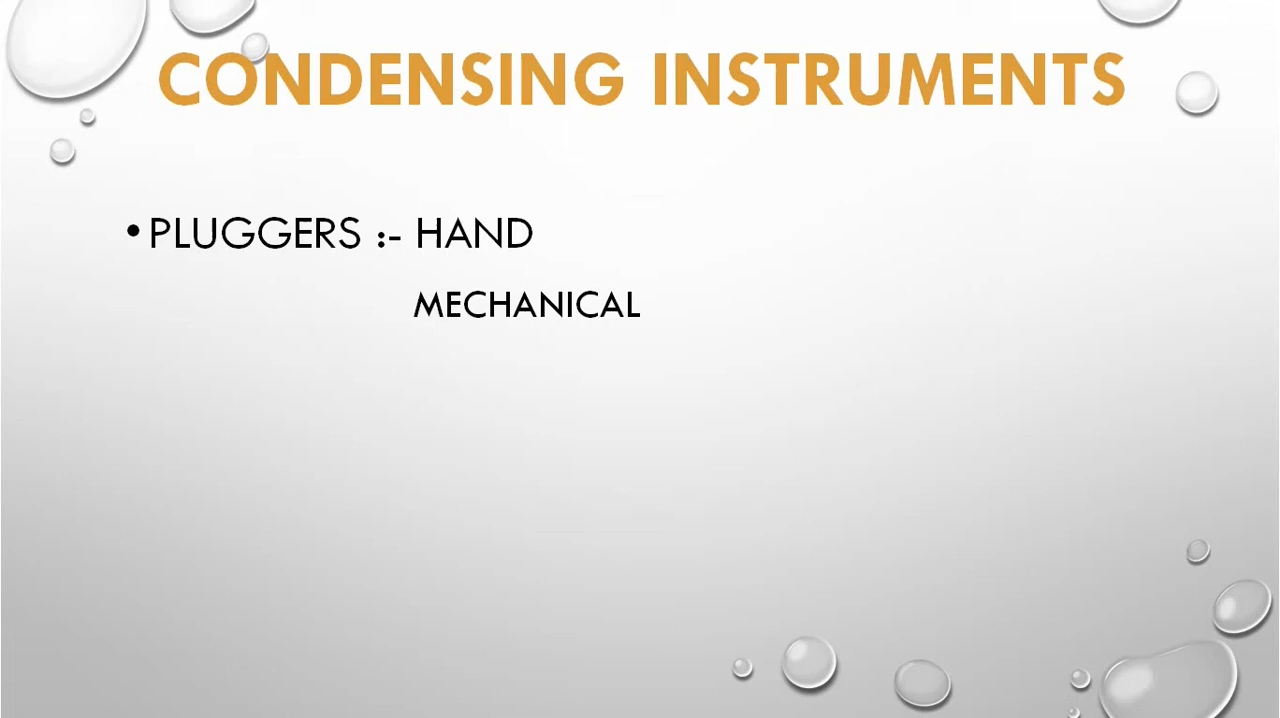 CONDENSING INSTRUMENTS
• PLUGGERS :- HAND
MECHANICAL